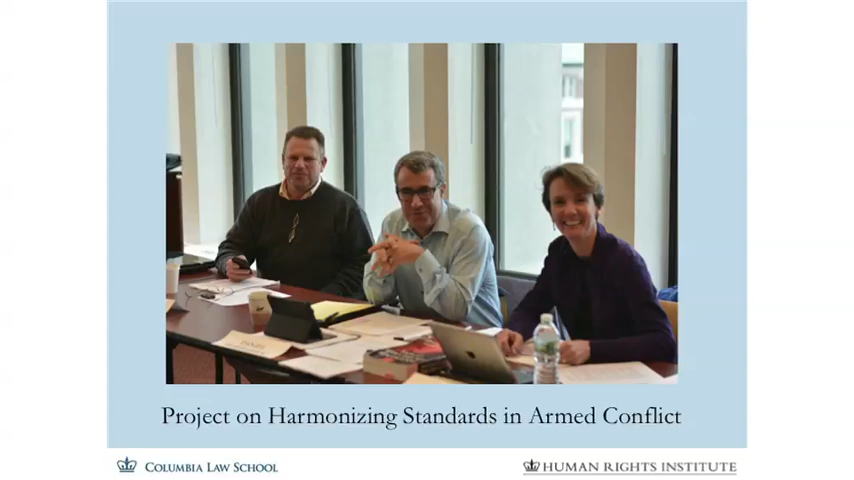 Project on Harmonizing Standards in Armed Conflict
COLUMBIA LAW SCHOOL
HUMAN RIGHTS INSTITUTE